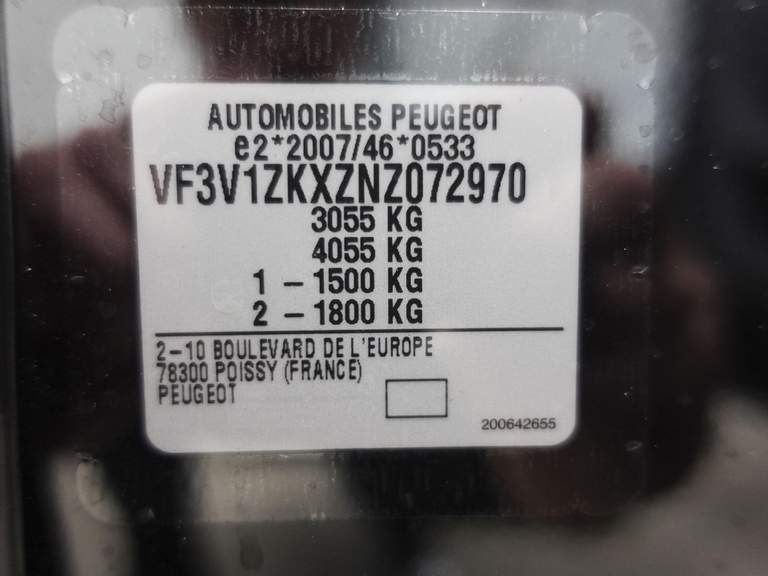 AUTOMOBILES PEUGEOT
e2*2007/46*0533
VF3V1ZKXZNZ072970
3055 KG
4055 KG
1 - 1500 KG
2 - 1800 KG
2-10 BOULEVARD DE L'EUROPE
78300 POISSY (FRANCE)
PEUGEOT
200642655